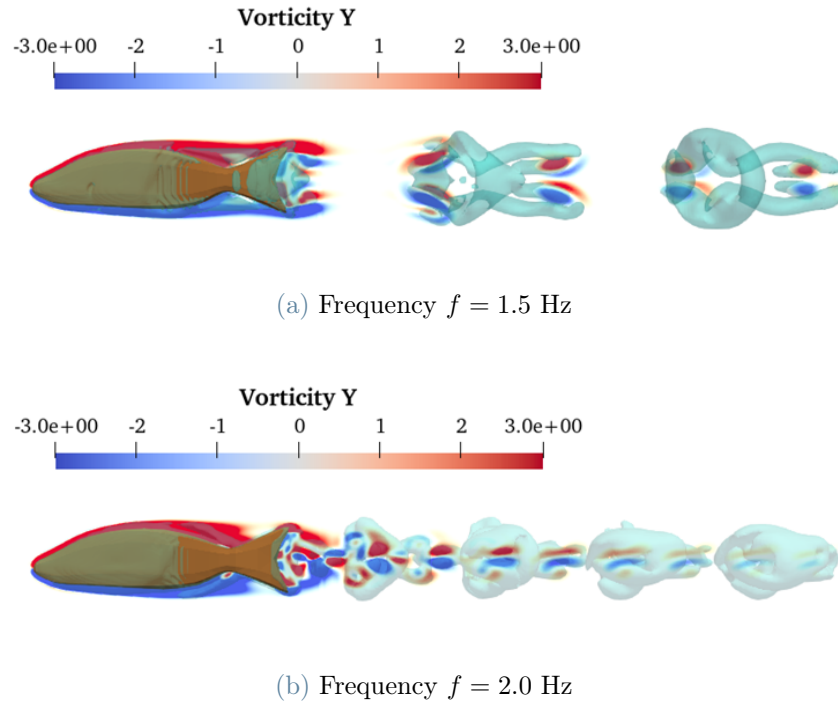 Vorticity Y
-3.0e+00 -2 -1 0 1 2 3.0e+00
(a) Frequency f = 1.5 Hz
Vorticity Y
-3.0e+00 -2 -1 0 1 2 3.0e+00
(b) Frequency f = 2.0 Hz